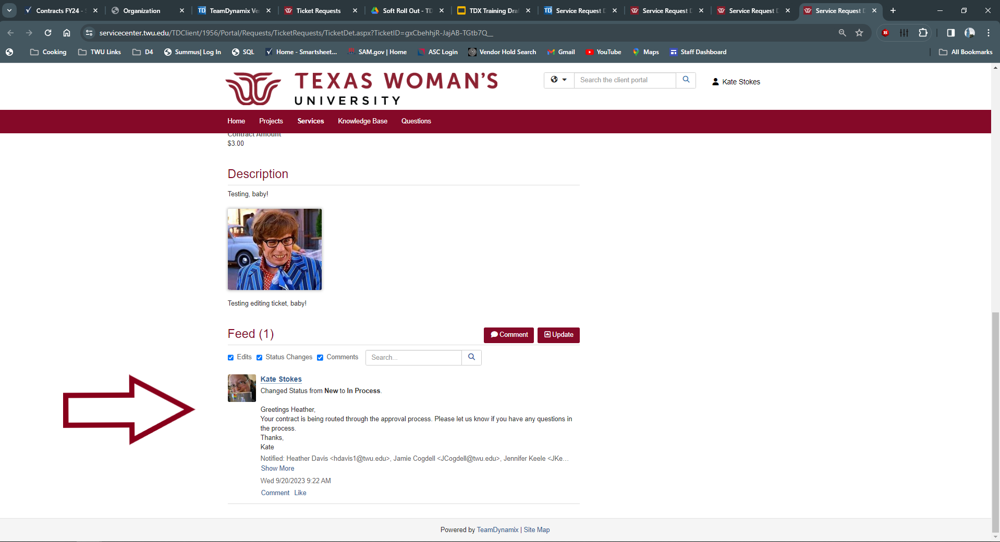 Contracts FY24 -
Organization
TD TeamDynamix Ve
Ticket Requests
Soft Roll Out - TD
TDX Training Dra
TD Service Request
Service Request
Service Request
Service Request
servicecenter.twu.edu/TDClient/1956/Portal/Requests/TicketRequests/TicketDet.aspx?TicketID=gxCbehhjR-JajAB-TGtb7Q__
Cooking
TWU Links
D4
Summus| Log In
SQL
Home - Smartsheet...
SAM.gov | Home
ASC Login
Vendor Hold Search
Gmail
YouTube
Maps
Staff Dashboard
All Bookmarks
TEXAS WOMAN'S
UNIVERSITY
Search the client portal
Kate Stokes
Home
Projects
Services
Knowledge Base
Questions
Contract Amount
$3.00
Description
Testing, baby!
Testing editing ticket, baby!
Feed (1)
Comment
Update
Edits
Status Changes
Comments
Search...
Kate Stokes
Changed Status from New to In Process.
Greetings Heather,
Your contract is being routed through the approval process. Please let us know if you have any questions in
the process.
Thanks,
Kate
Notified: Heather Davis <hdavis1@twu.edu>, Jamie Cogdell <JCogdell@twu.edu>, Jennifer Keele <JKe...
Show More
Wed 9/20/2023 9:22 AM
Comment Like
Powered by TeamDynamix | Site Map